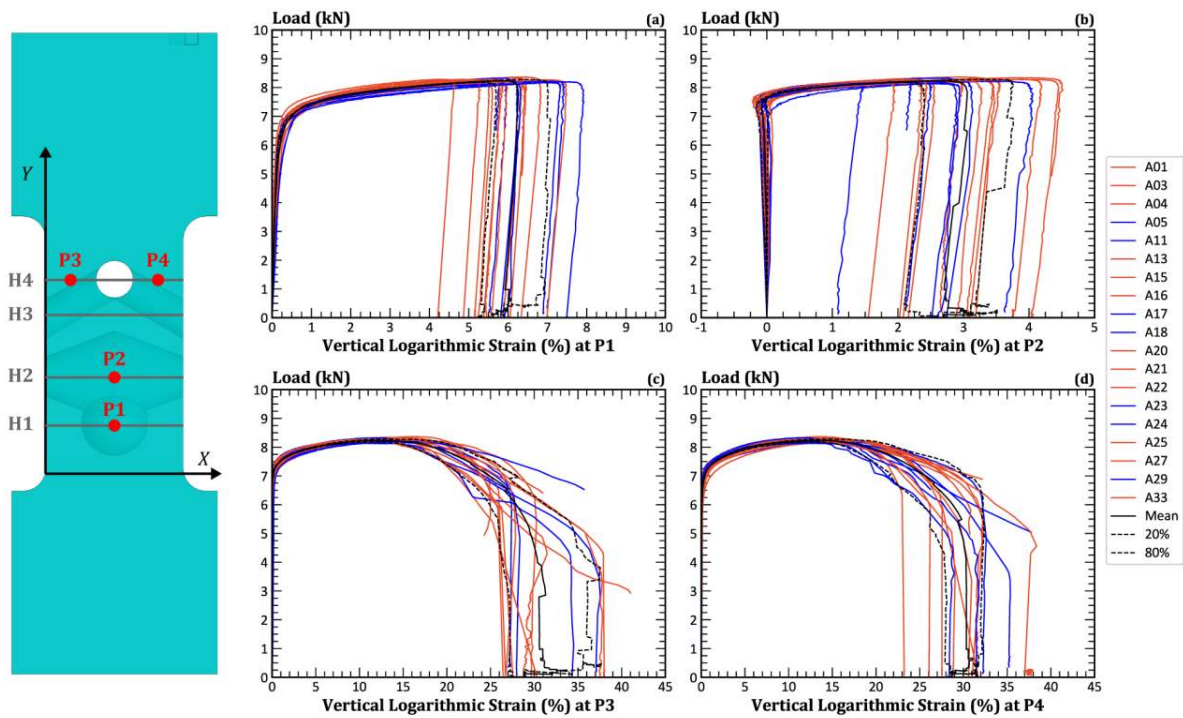 Y
P3
P4
H4
H3
P2
H2
P1
H1
X
Load (kN)
(a)
10
9
8
7
6
5
4
3
2
1
0
0 1 2 3 4 5 6 7 8 9 10
Vertical Logarithmic Strain (%) at P1
Load (kN)
(b)
10
9
8
7
6
5
4
3
2
1
0
-1 0 1 2 3 4 5
Vertical Logarithmic Strain (%) at P2
Load (kN)
(c)
10
9
8
7
6
5
4
3
2
1
0
0 5 10 15 20 25 30 35 40 45
Vertical Logarithmic Strain (%) at P3
Load (kN)
(d)
10
9
8
7
6
5
4
3
2
1
0
0 5 10 15 20 25 30 35 40 45
Vertical Logarithmic Strain (%) at P4
A01
A03
A04
A05
A11
A13
A15
A16
A17
A18
A20
A21
A22
A23
A24
A25
A27
A29
A33
Mean
20%
80%